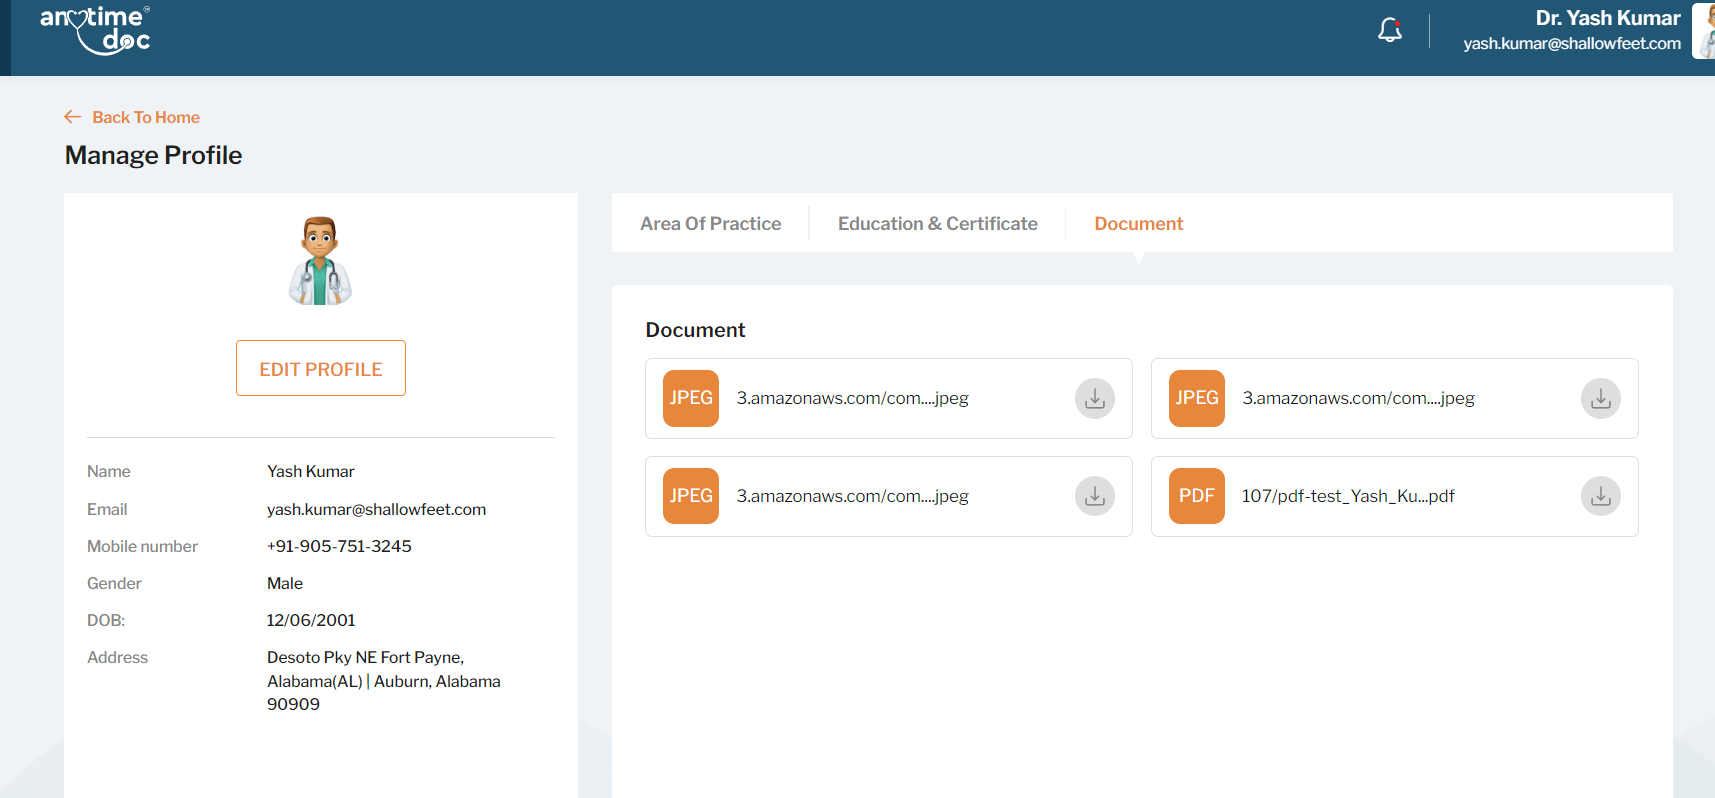 anytime
doc
Dr. Yash Kumar
yash.kumar@shallowfeet.com
Back To Home
Manage Profile
EDIT PROFILE
Name Yash Kumar
Email yash.kumar@shallowfeet.com
Mobile number +91-905-751-3245
Gender Male
DOB: 12/06/2001
Address Desoto Pky NE Fort Payne,
Alabama(AL) | Auburn, Alabama
90909
Area Of Practice Education & Certificate Document
Document
JPEG 3.amazonaws.com/com....jpeg
JPEG 3.amazonaws.com/com....jpeg
JPEG 3.amazonaws.com/com....jpeg
PDF 107/pdf-test_Yash_Ku...pdf